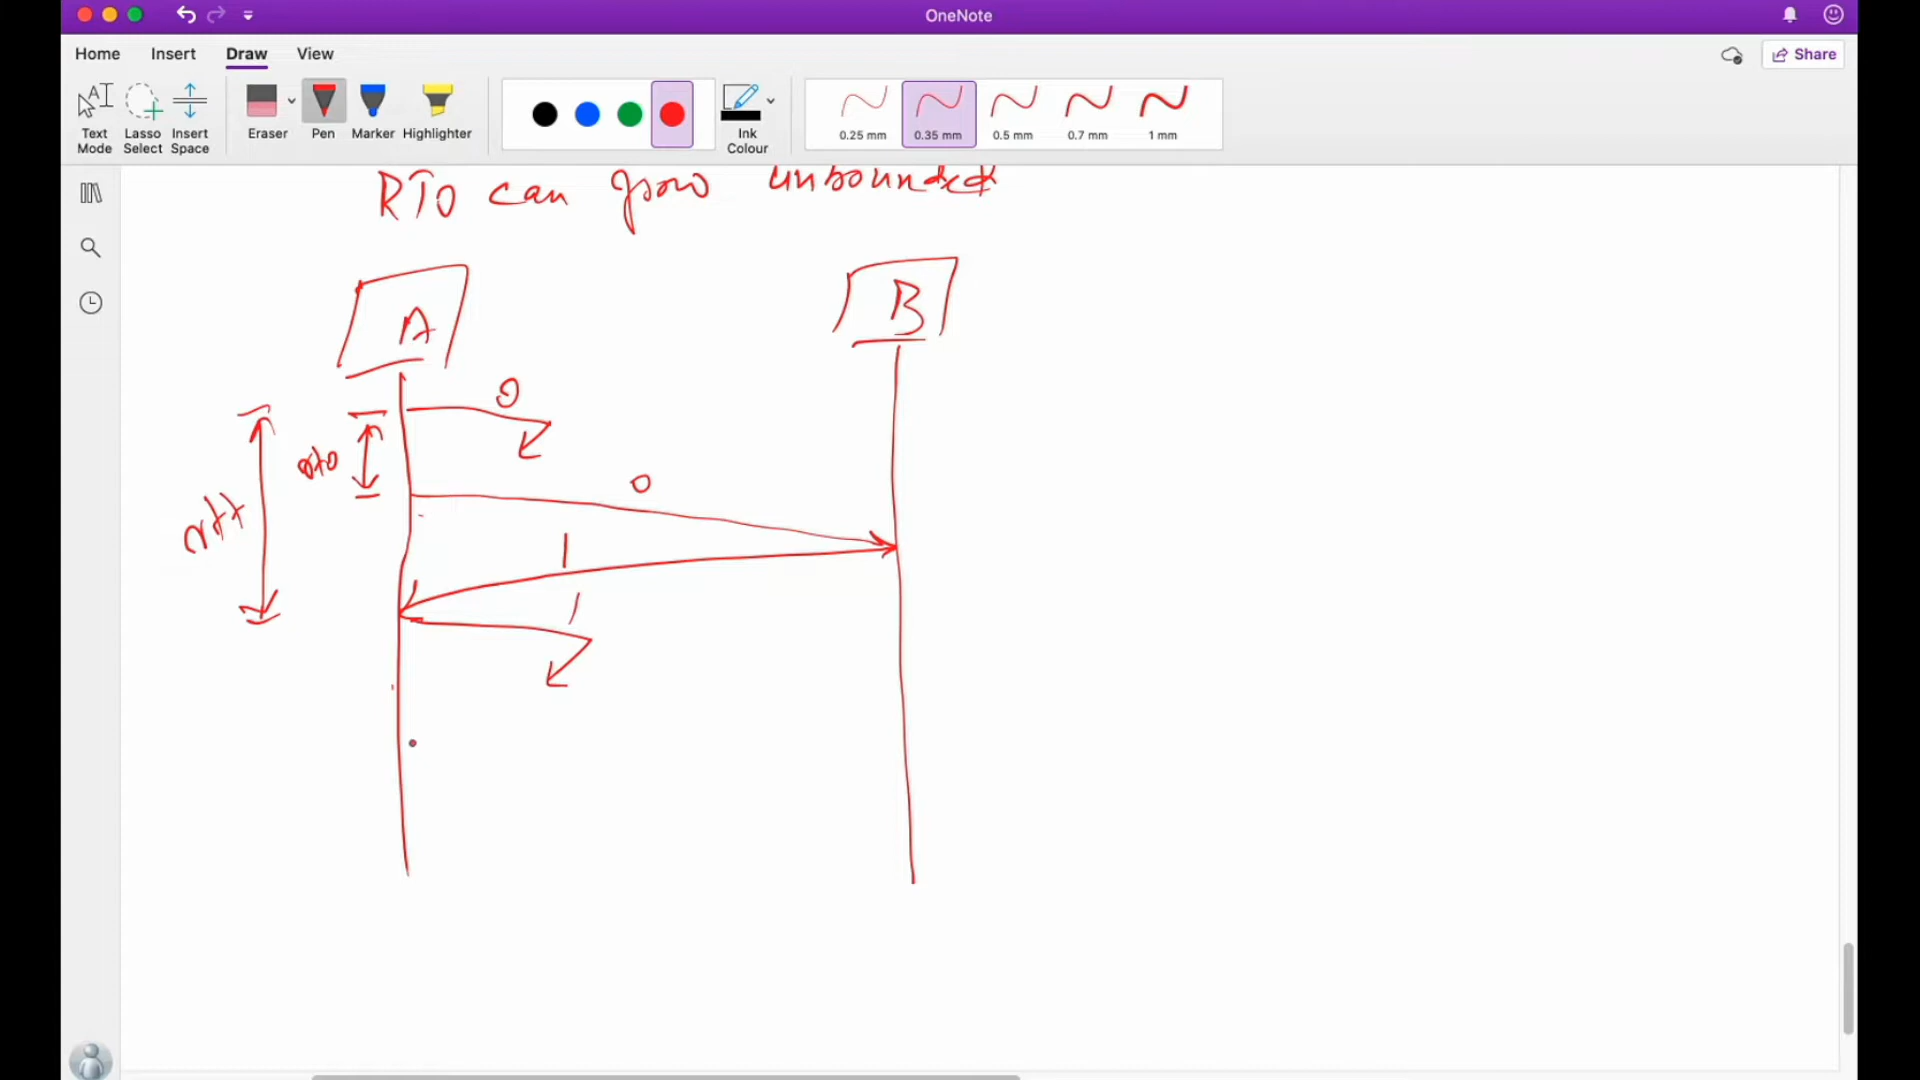 OneNote
Home Insert Draw View Share
Text Mode Lasso Select Insert Space Eraser Pen Marker Highlighter Ink Colour 0.25 mm 0.35 mm 0.5 mm 0.7 mm 1 mm
RTO can grow unbounded
A B
0
rto
0
rtt
1
1